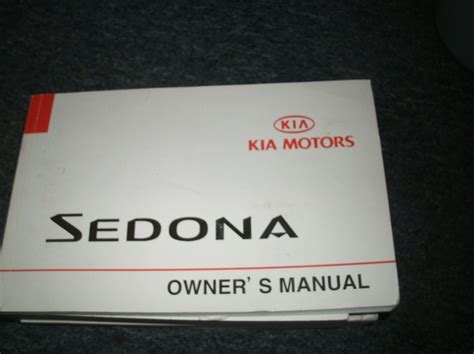 KIA
KIA MOTORS
SEDONA
OWNER' S MANUAL